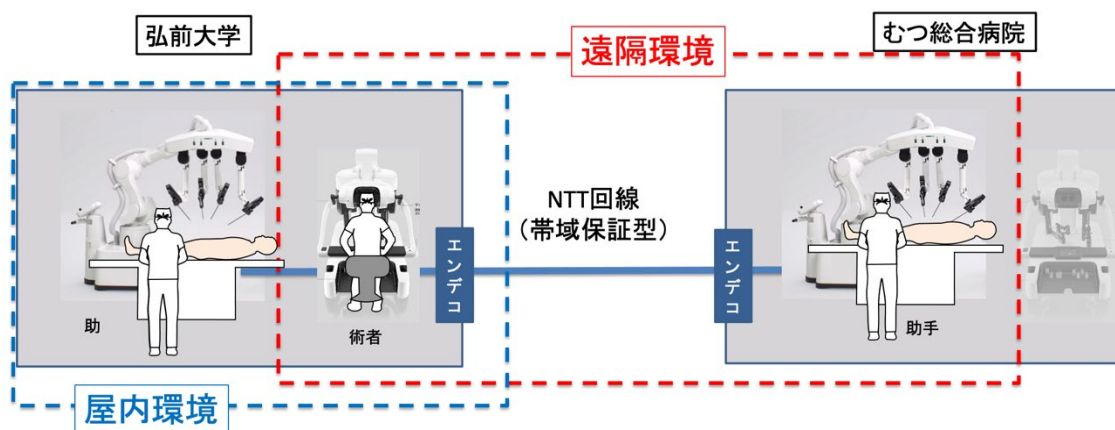 弘前大学
遠隔環境
むつ総合病院
NTT回線
（帯域保証型）
エンデコ
エンデコ
助
術者
助手
屋内環境